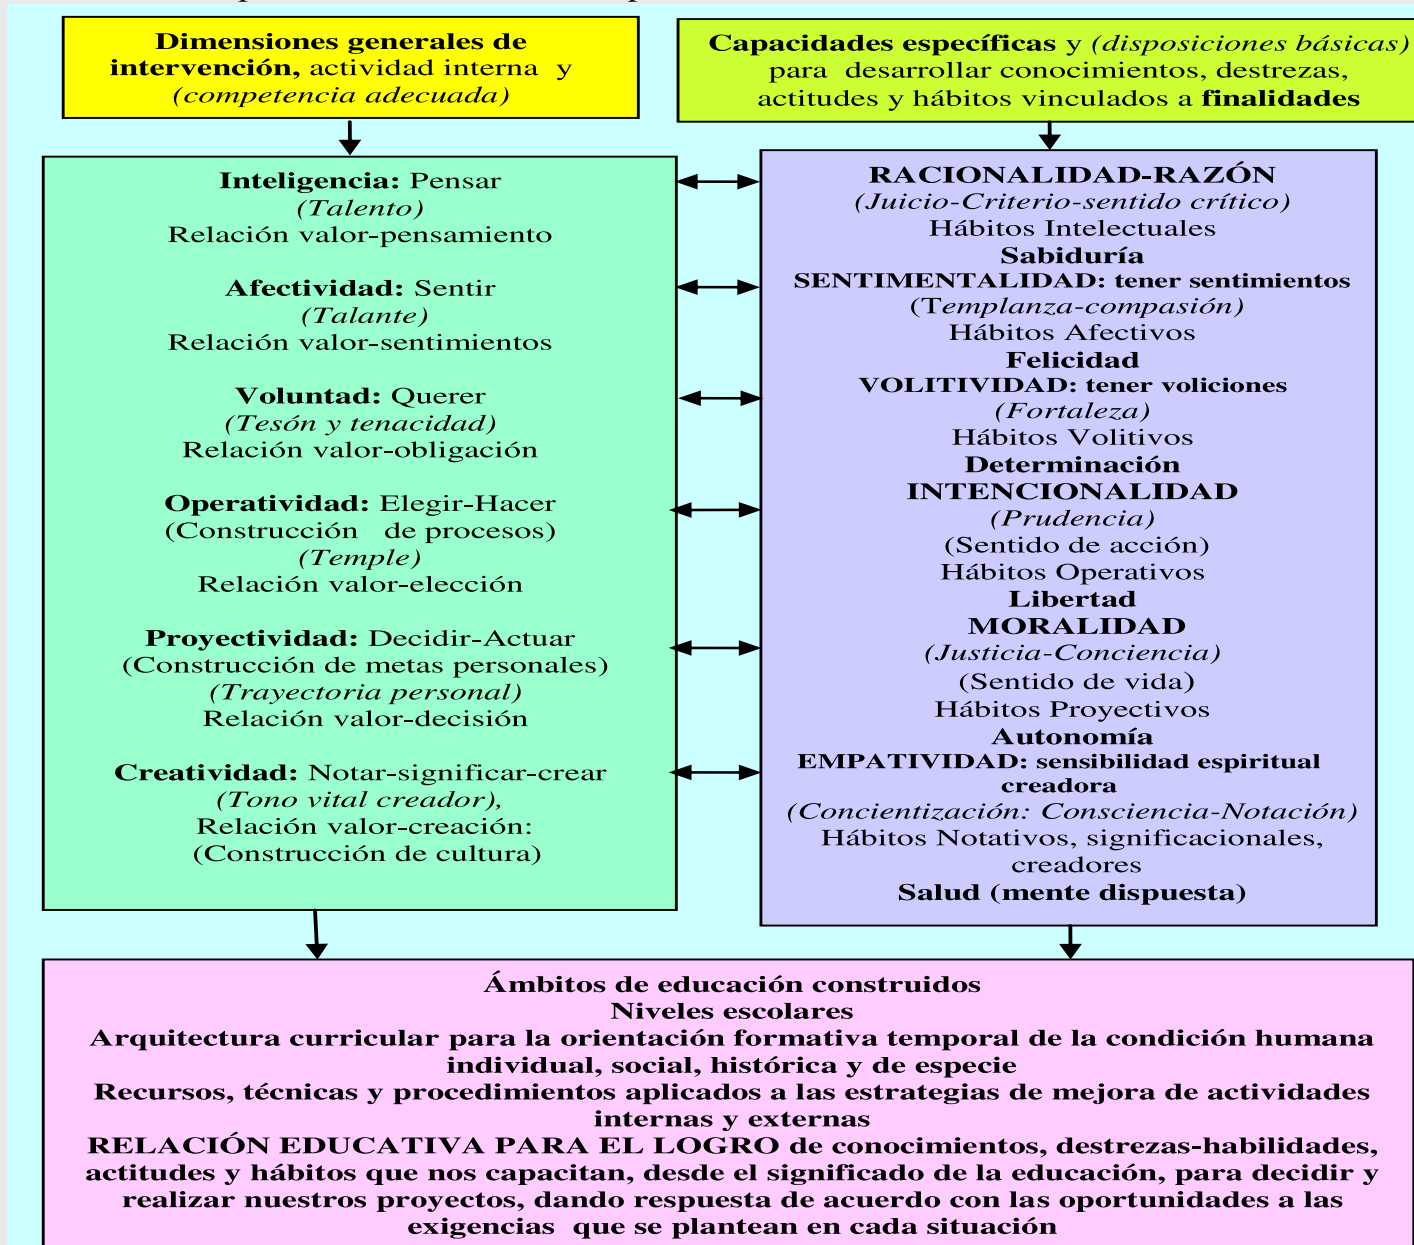 Dimensiones generales de
intervención, actividad interna y
(competencia adecuada)
Capacidades específicas y (disposiciones básicas)
para desarrollar conocimientos, destrezas,
actitudes y hábitos vinculados a finalidades
Inteligencia: Pensar
(Talento)
Relación valor-pensamiento
Afectividad: Sentir
(Talante)
Relación valor-sentimientos
Voluntad: Querer
(Tesón y tenacidad)
Relación valor-obligación
Operatividad: Elegir-Hacer
(Construcción de procesos)
(Temple)
Relación valor-elección
Proyectividad: Decidir-Actuar
(Construcción de metas personales)
(Trayectoria personal)
Relación valor-decisión
Creatividad: Notar-significar-crear
(Tono vital creador),
Relación valor-creación:
(Construcción de cultura)
RACIONALIDAD-RAZÓN
(Juicio-Criterio-sentido crítico)
Hábitos Intelectuales
Sabiduría
SENTIMENTALIDAD: tener sentimientos
(Templanza-compasión)
Hábitos Afectivos
Felicidad
VOLITIVIDAD: tener voliciones
(Fortaleza)
Hábitos Volitivos
Determinación
INTENCIONALIDAD
(Prudencia)
(Sentido de acción)
Hábitos Operativos
Libertad
MORALIDAD
(Justicia-Conciencia)
(Sentido de vida)
Hábitos Proyectivos
Autonomía
EMPATIVIDAD: sensibilidad espiritual
creadora
(Concientización: Consciencia-Notación)
Hábitos Notativos, significacionales,
creadores
Salud (mente dispuesta)
Ámbitos de educación construidos
Niveles escolares
Arquitectura curricular para la orientación formativa temporal de la condición humana
individual, social, histórica y de especie
Recursos, técnicas y procedimientos aplicados a las estrategias de mejora de actividades
internas y externas
RELACIÓN EDUCATIVA PARA EL LOGRO de conocimientos, destrezas-habilidades,
actitudes y hábitos que nos capacitan, desde el significado de la educación, para decidir y
realizar nuestros proyectos, dando respuesta de acuerdo con las oportunidades a las
exigencias que se plantean en cada situación